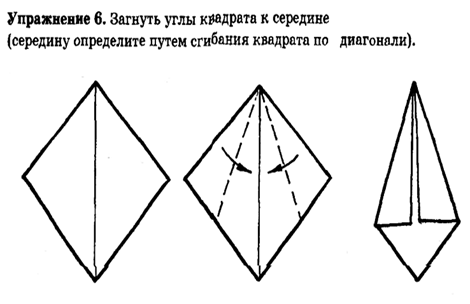 Упражнение 6. Загнуть углы квадрата к середине
(середину определите путем сгибания квадрата по диагонали).